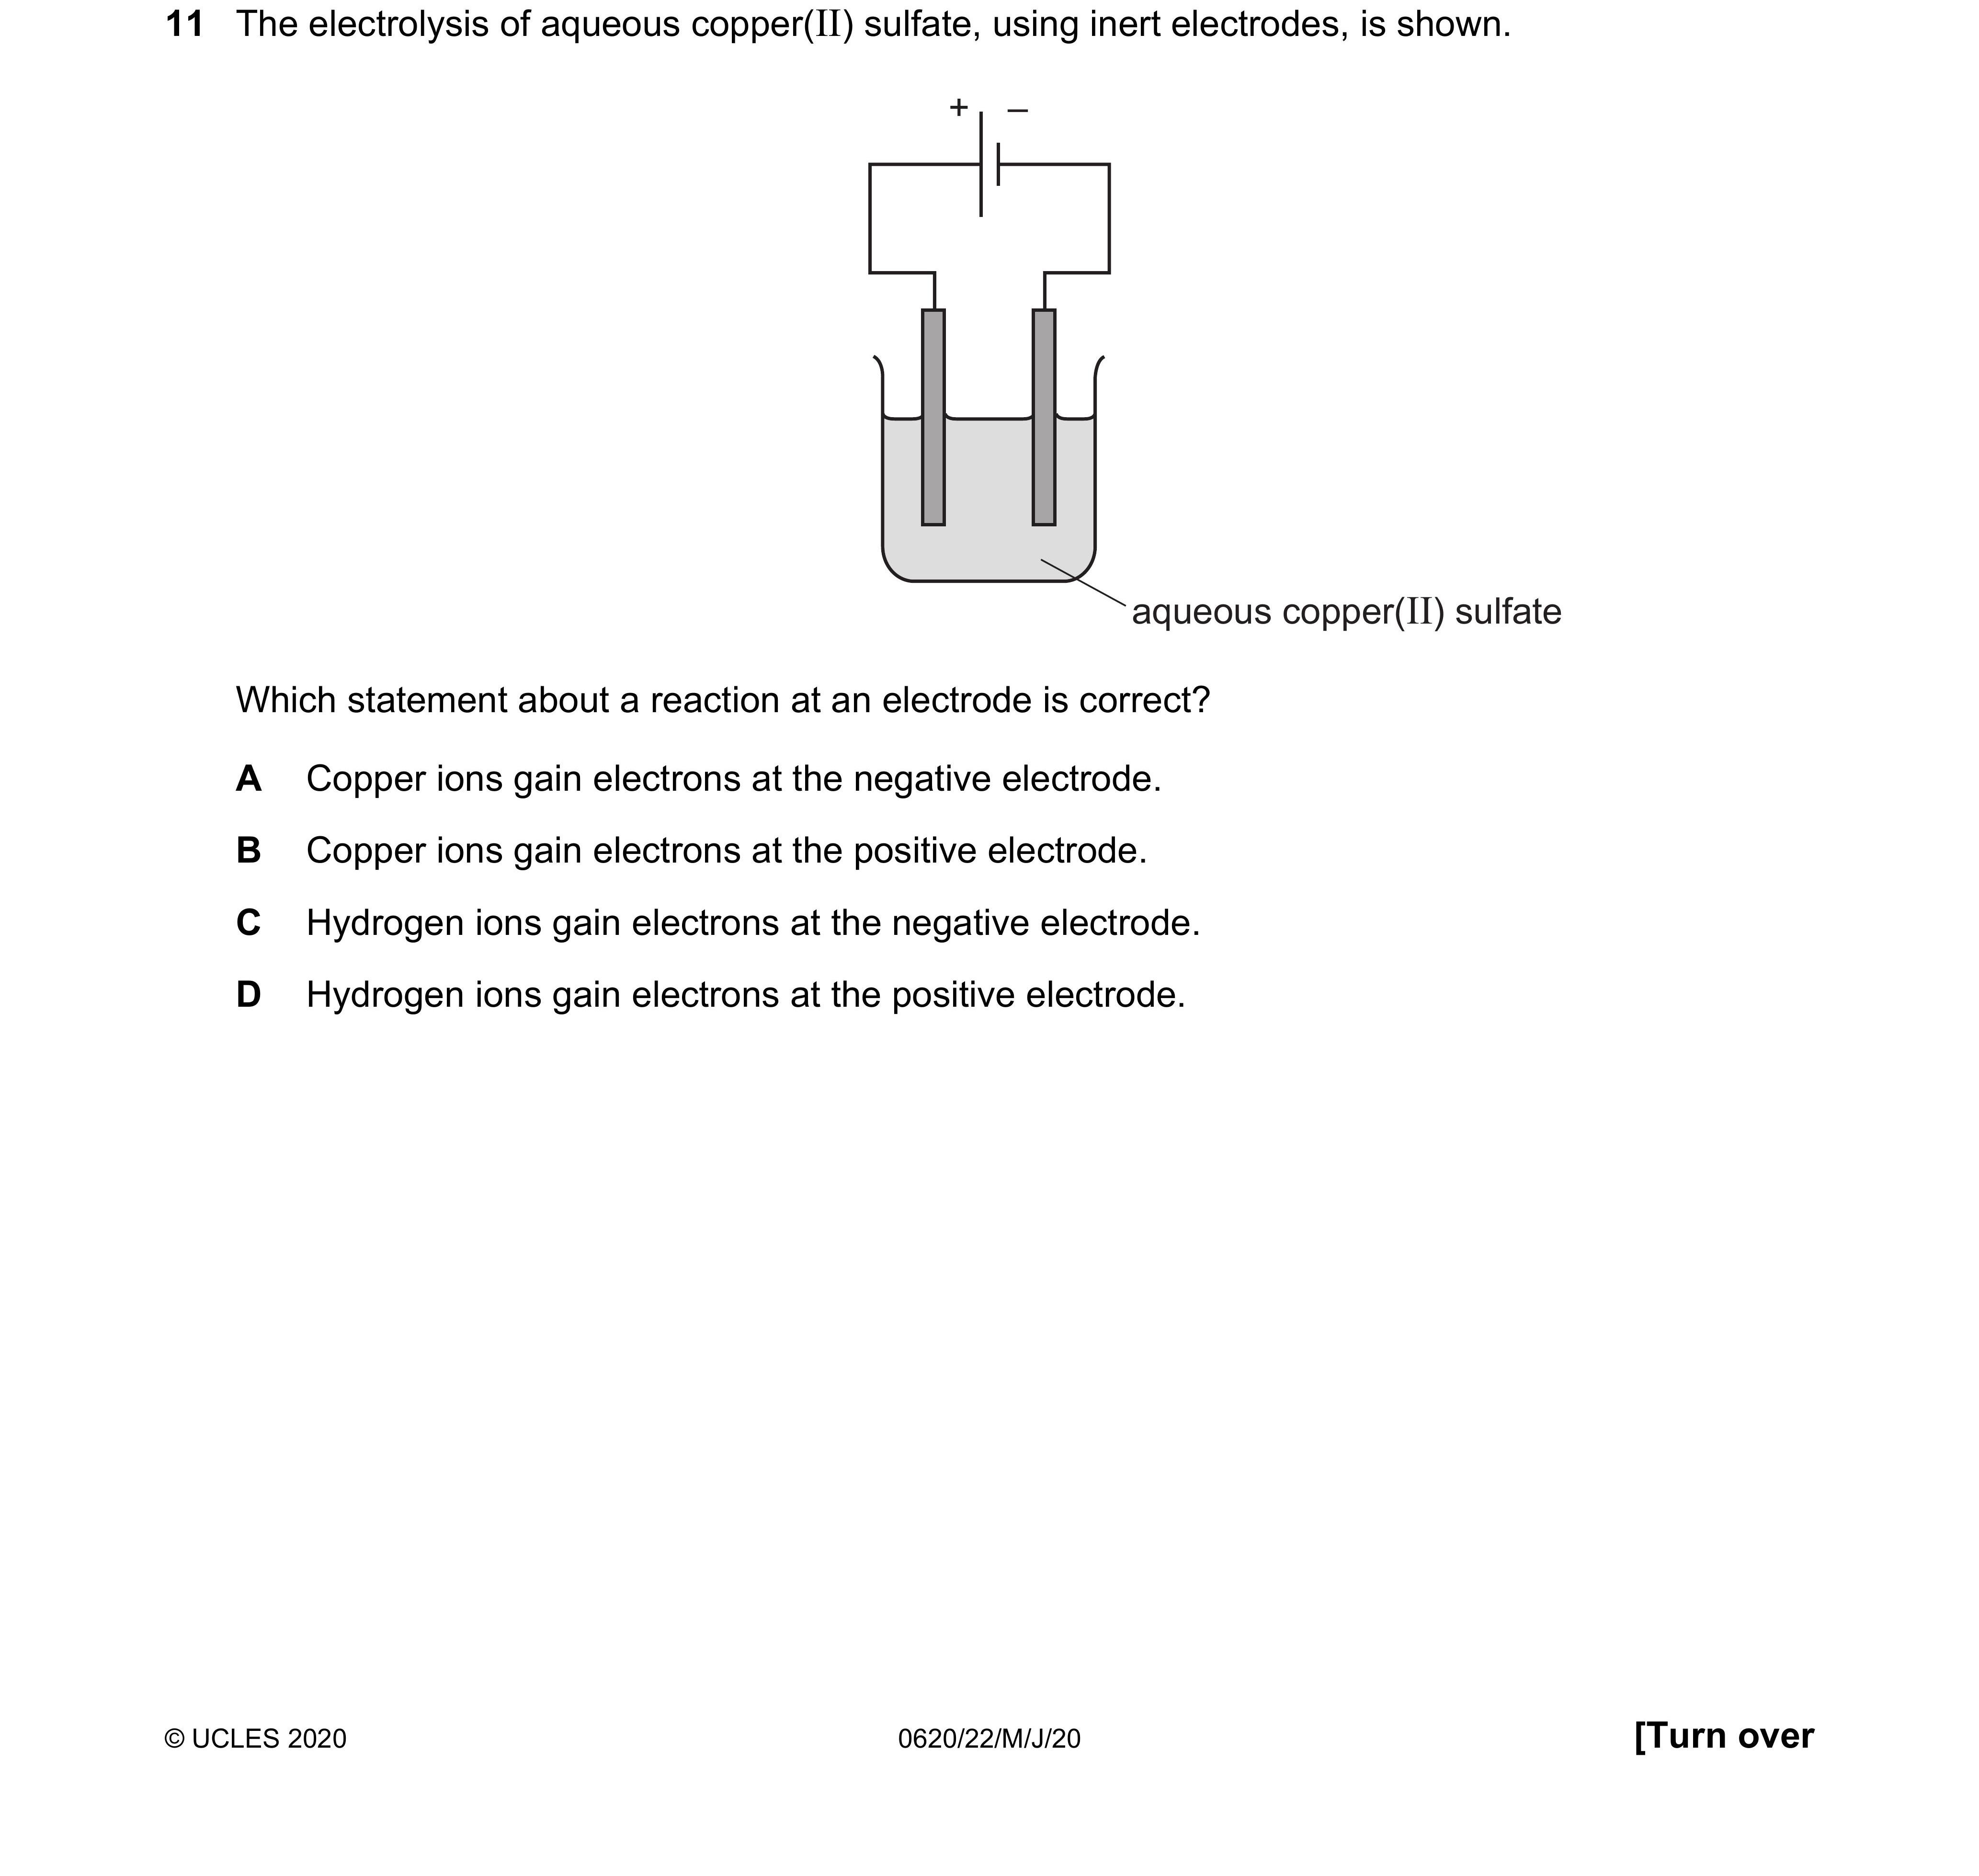 11 The electrolysis of aqueous copper(II) sulfate, using inert electrodes, is shown.
+ –
aqueous copper(II) sulfate
Which statement about a reaction at an electrode is correct?
A Copper ions gain electrons at the negative electrode.
B Copper ions gain electrons at the positive electrode.
C Hydrogen ions gain electrons at the negative electrode.
D Hydrogen ions gain electrons at the positive electrode.
© UCLES 2020 0620/22/M/J/20 [Turn over